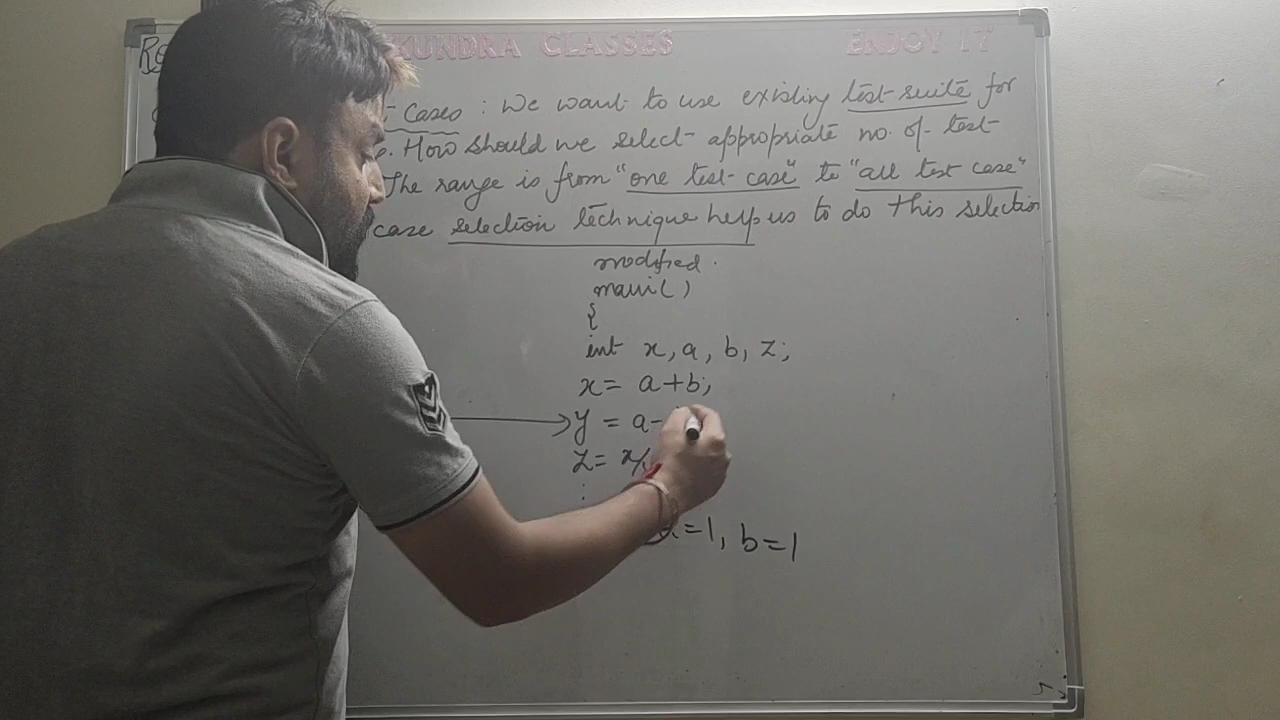 KUNDRA CLASSES ENJOY IT
Cases : We want to use existing test suite for
How should we select appropriate no. of test
The range is from "one test case" to "all test case"
case selection technique help us to do this selection
modified.
main()
{
int x, a, b, z;
x = a+b;
y = a-
z = x/
:
=1, b=1